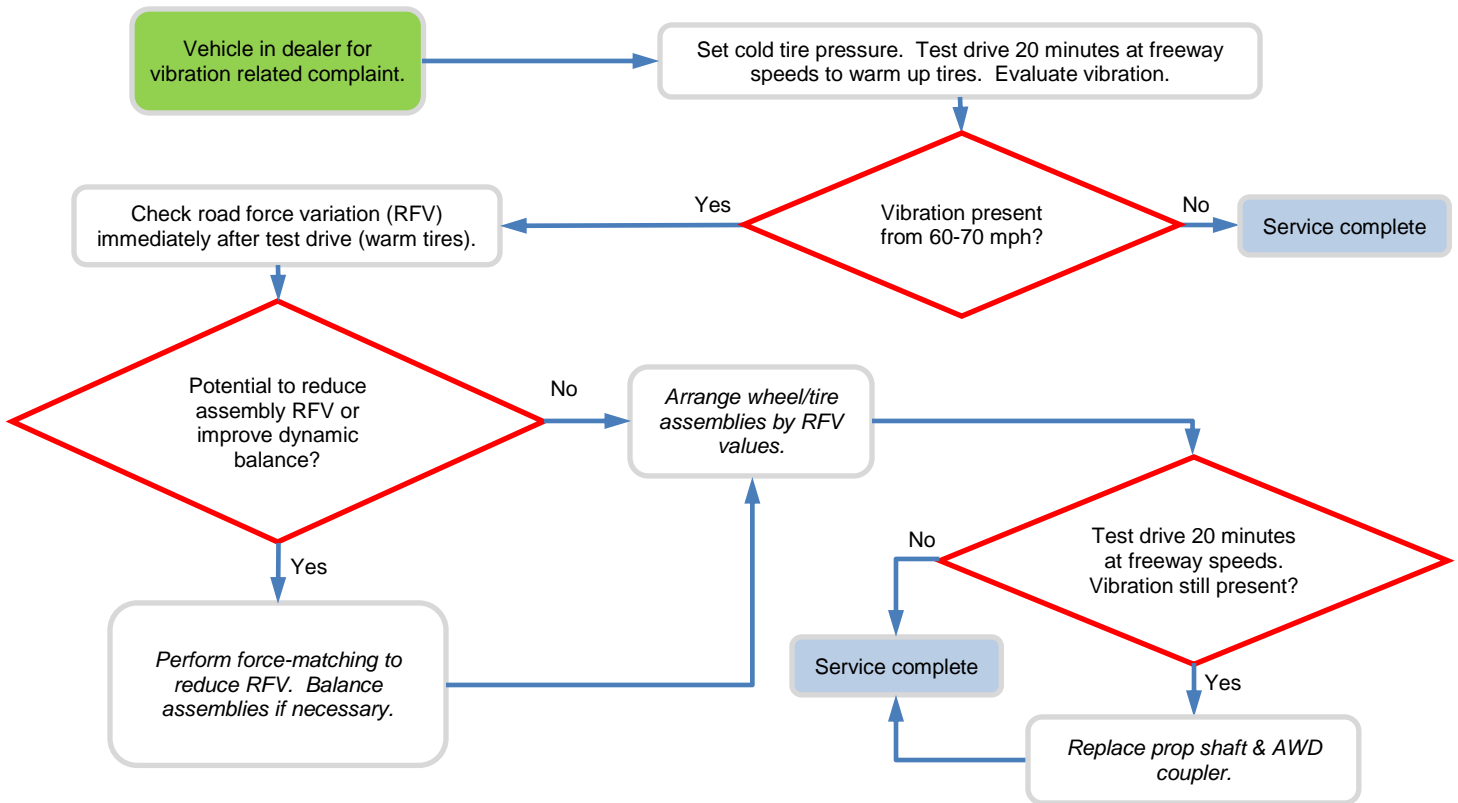 Vehicle in dealer for
vibration related complaint.
Set cold tire pressure.  Test drive 20 minutes at freeway
speeds to warm up tires.  Evaluate vibration.
Vibration present
from 60-70 mph?
No
Service complete
Yes
Check road force variation (RFV)
immediately after test drive (warm tires).
Potential to reduce
assembly RFV or
improve dynamic
balance?
No
Arrange wheel/tire
assemblies by RFV
values.
Yes
Perform force-matching to
reduce RFV.  Balance
assemblies if necessary.
Test drive 20 minutes
at freeway speeds.
Vibration still present?
No
Service complete
Yes
Replace prop shaft & AWD
coupler.